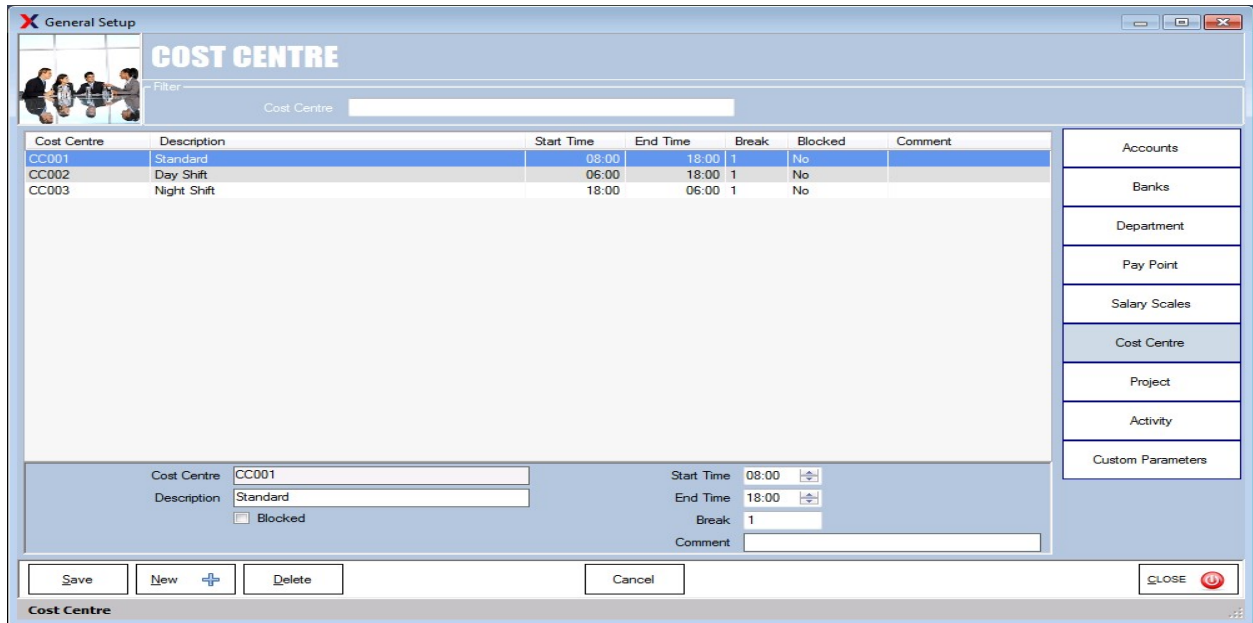 General Setup
COST CENTRE
Filter
Cost Centre
Cost Centre Description Start Time End Time Break Blocked Comment
CC001 Standard 08:00 18:00 1 No
CC002 Day Shift 06:00 18:00 1 No
CC003 Night Shift 18:00 06:00 1 No
Accounts
Banks
Department
Pay Point
Salary Scales
Cost Centre
Project
Activity
Custom Parameters
Cost Centre CC001 Start Time 08:00
Description Standard End Time 18:00
Blocked Break 1
Comment
Save New Delete Cancel CLOSE
Cost Centre